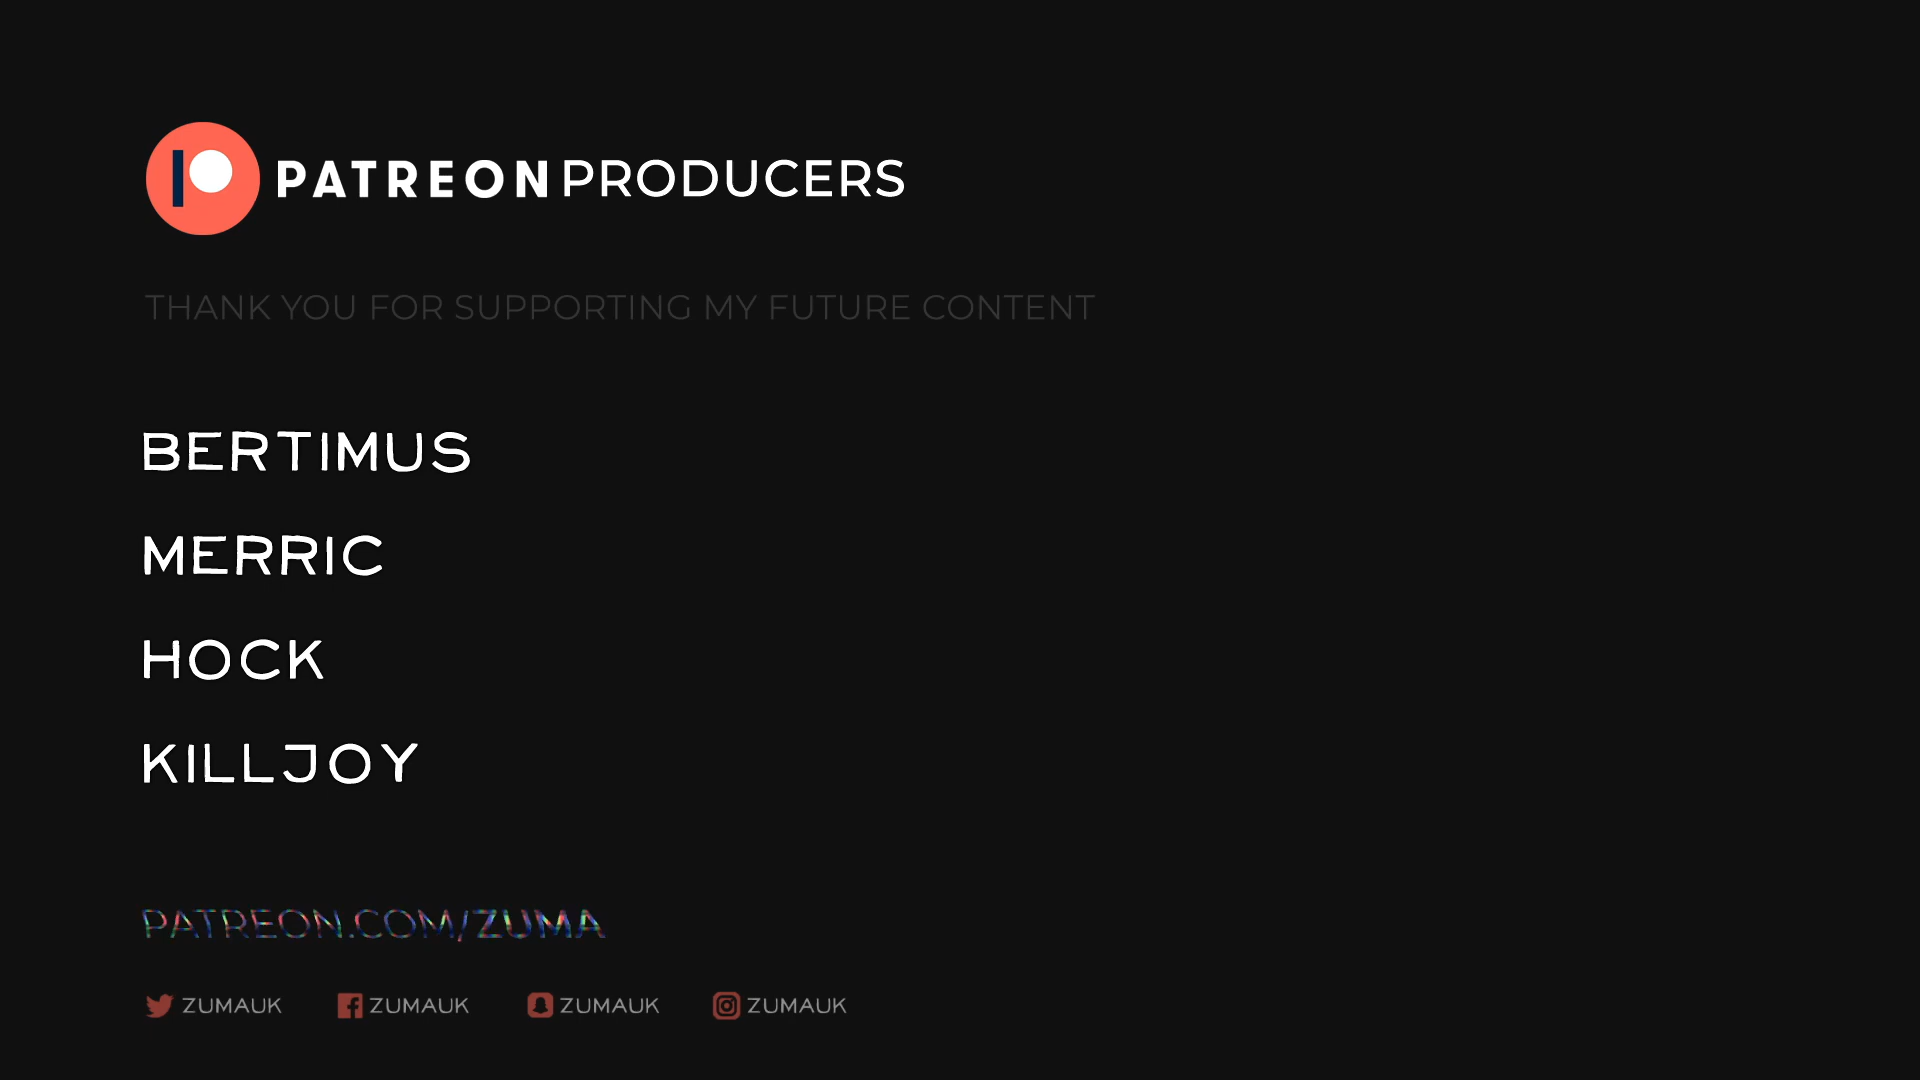 PATREON PRODUCERS
THANK YOU FOR SUPPORTING MY FUTURE CONTENT
BERTIMUS
MERRIC
HOCK
KILLJOY
PATREON.COM/ZUMA
ZUMAUK ZUMAUK ZUMAUK ZUMAUK